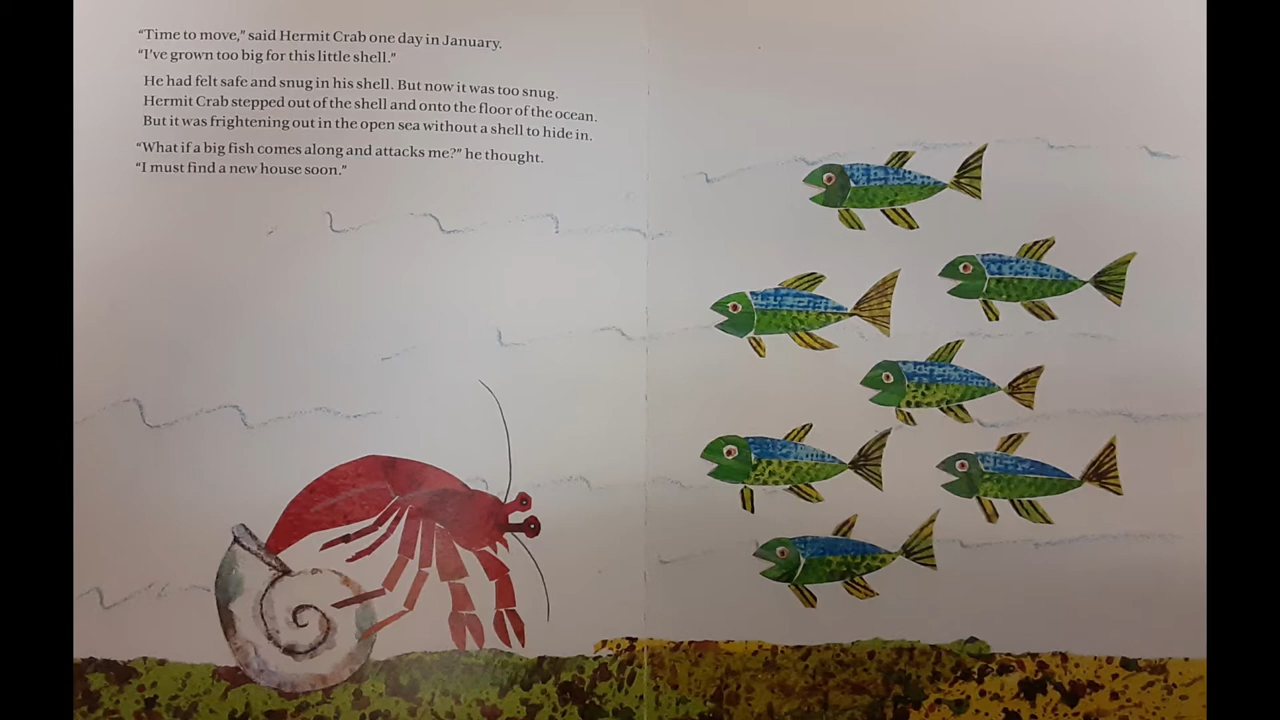 “Time to move,” said Hermit Crab one day in January.
“I’ve grown too big for this little shell.”
He had felt safe and snug in his shell. But now it was too snug.
Hermit Crab stepped out of the shell and onto the floor of the ocean.
But it was frightening out in the open sea without a shell to hide in.
“What if a big fish comes along and attacks me?” he thought.
“I must find a new house soon.”